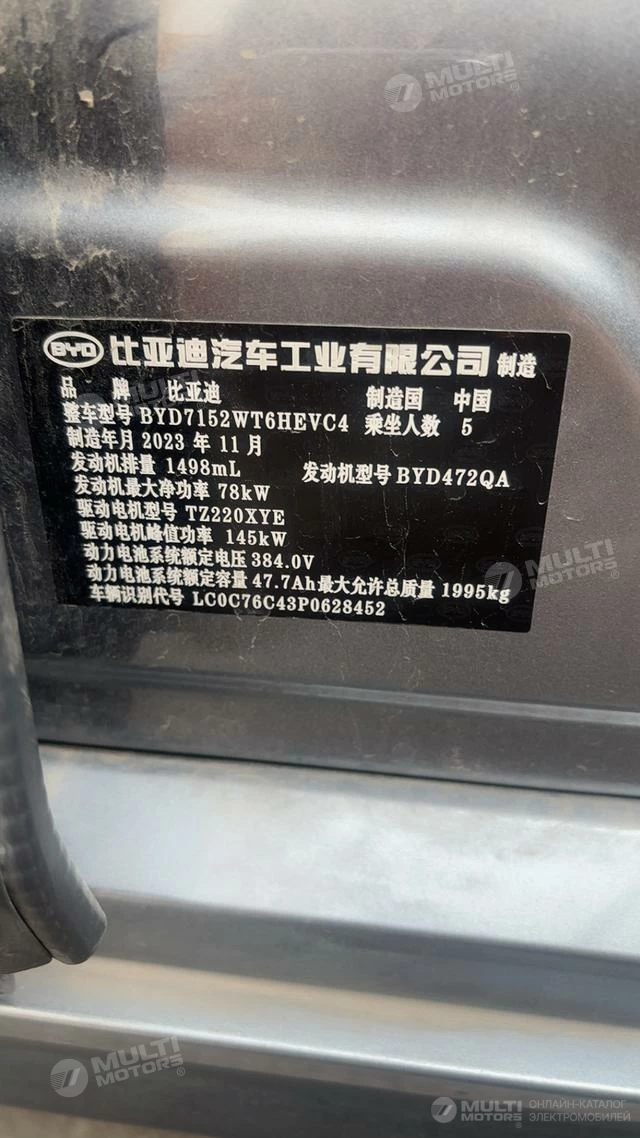 MULTI MOTORS®
BYD 比亚迪汽车工业有限公司 制造
品 牌 比亚迪 制造国 中国
整车型号 BYD7152WT6HEVC4 乘坐人数 5
制造年月 2023 年 11 月
发动机排量 1498mL 发动机型号 BYD472QA
发动机最大净功率 78kW
驱动电机型号 TZ220XYE
驱动电机峰值功率 145kW
动力电池系统额定电压 384.0V
动力电池系统额定容量 47.7Ah 最大允许总质量 1995kg
车辆识别代号 LC0C76C43P0628452
MULTI MOTORS®
MULTI MOTORS®
MULTI MOTORS® ОНЛАЙН-КАТАЛОГ ЭЛЕКТРОМОБИЛЕЙ